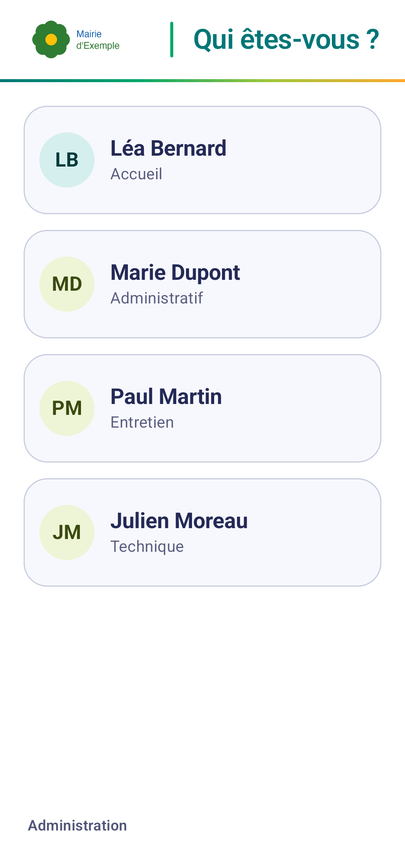 Mairie
d'Exemple
Qui êtes-vous ?
LB
Léa Bernard
Accueil
MD
Marie Dupont
Administratif
PM
Paul Martin
Entretien
JM
Julien Moreau
Technique
Administration